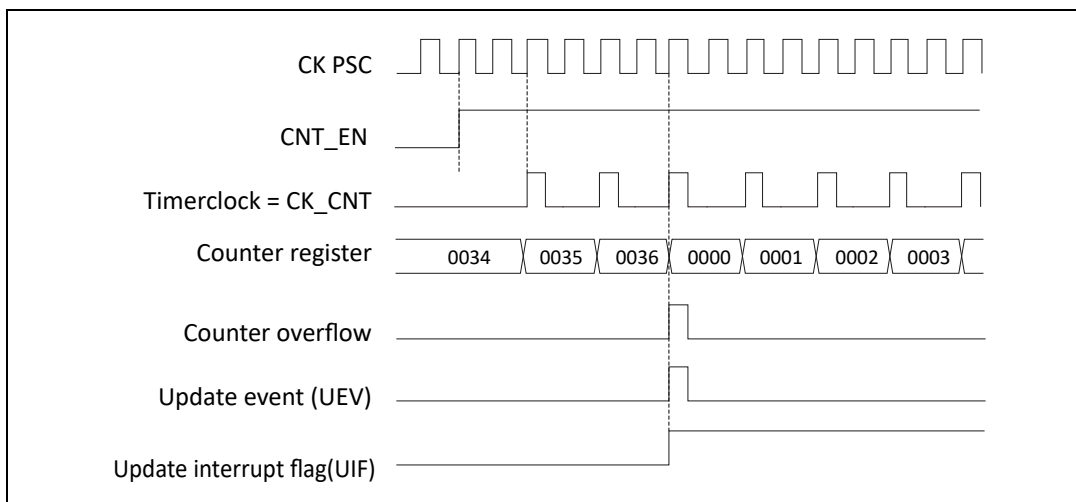 CK PSC
CNT_EN
Timerclock = CK_CNT
Counter register 0034 0035 0036 0000 0001 0002 0003
Counter overflow
Update event (UEV)
Update interrupt flag(UIF)